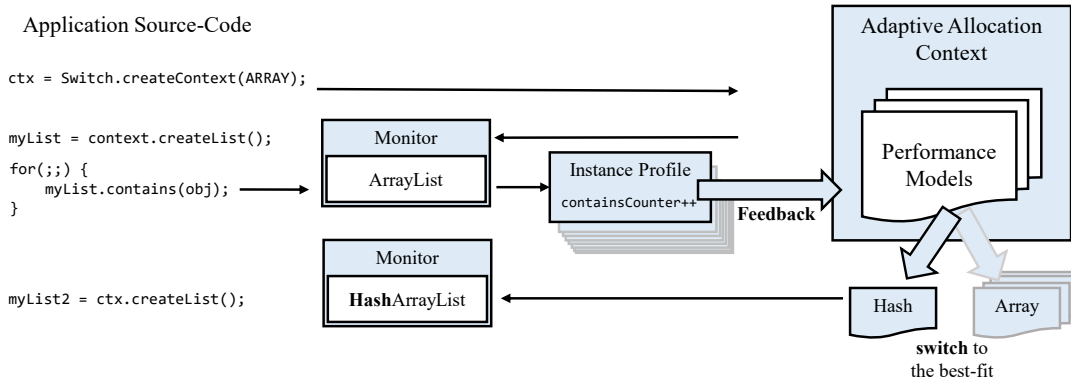 Application Source-Code
ctx = Switch.createContext(ARRAY);
myList = context.createList();
for(;;) {
myList.contains(obj);
}
myList2 = ctx.createList();
Monitor
ArrayList
Instance Profile
containsCounter++
Feedback
Monitor
HashArrayList
Adaptive Allocation
Context
Performance
Models
Hash
Array
switch to
the best-fit